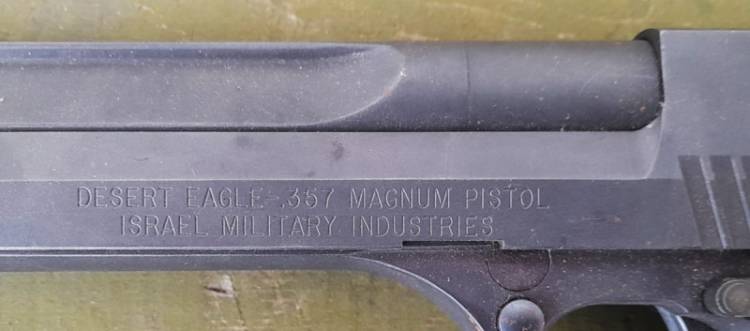 DESERT EAGLE-.357 MAGNUM PISTOL
ISRAEL MILITARY INDUSTRIES